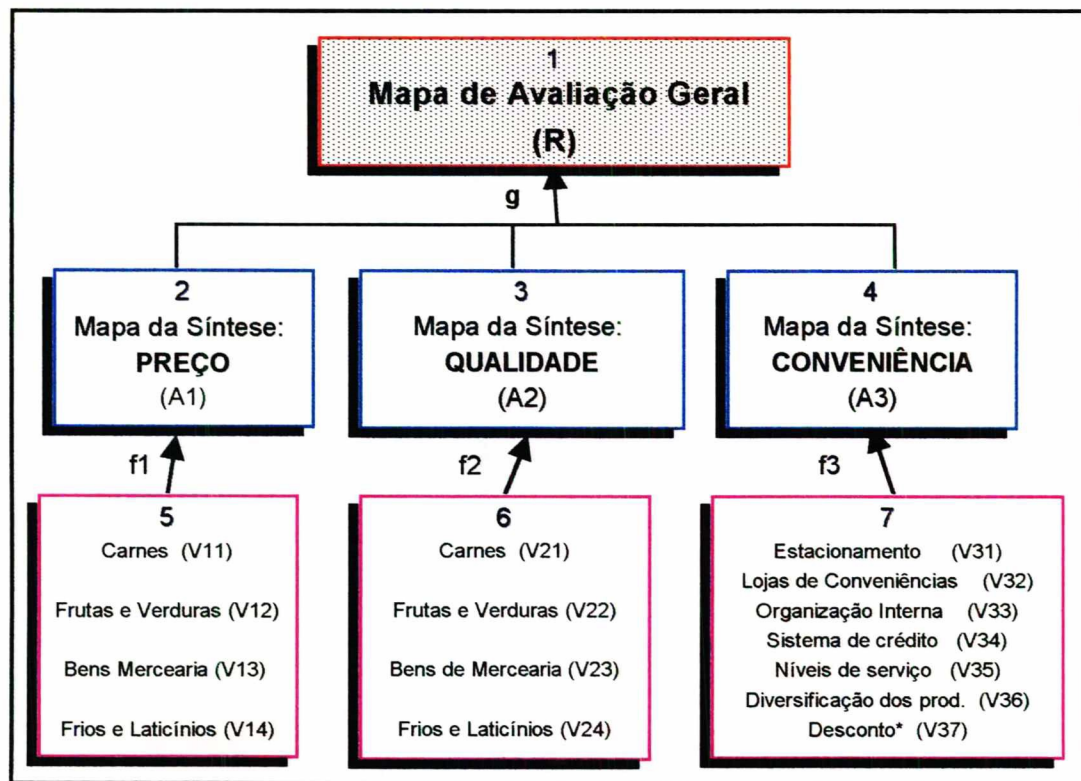 1
Mapa de Avaliação Geral
(R)
g
2
Mapa da Síntese:
PREÇO
(A1)
3
Mapa da Síntese:
QUALIDADE
(A2)
4
Mapa da Síntese:
CONVENIÊNCIA
(A3)
f1
f2
f3
5
Carnes (V11)
Frutas e Verduras (V12)
Bens Mercearia (V13)
Frios e Laticínios (V14)
6
Carnes (V21)
Frutas e Verduras (V22)
Bens de Mercearia (V23)
Frios e Laticínios (V24)
7
Estacionamento (V31)
Lojas de Conveniências (V32)
Organização Interna (V33)
Sistema de crédito (V34)
Níveis de serviço (V35)
Diversificação dos prod. (V36)
Desconto* (V37)